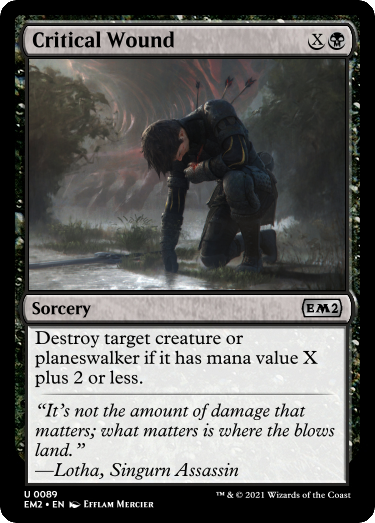 Critical Wound X
Sorcery EM2
Destroy target creature or
planeswalker if it has mana value X
plus 2 or less.
“It’s not the amount of damage that
matters; what matters is where the blows
land.”
—Lotha, Singurn Assassin
U 0089
EM2 • EN Efflam Mercier
™ & © 2021 Wizards of the Coast